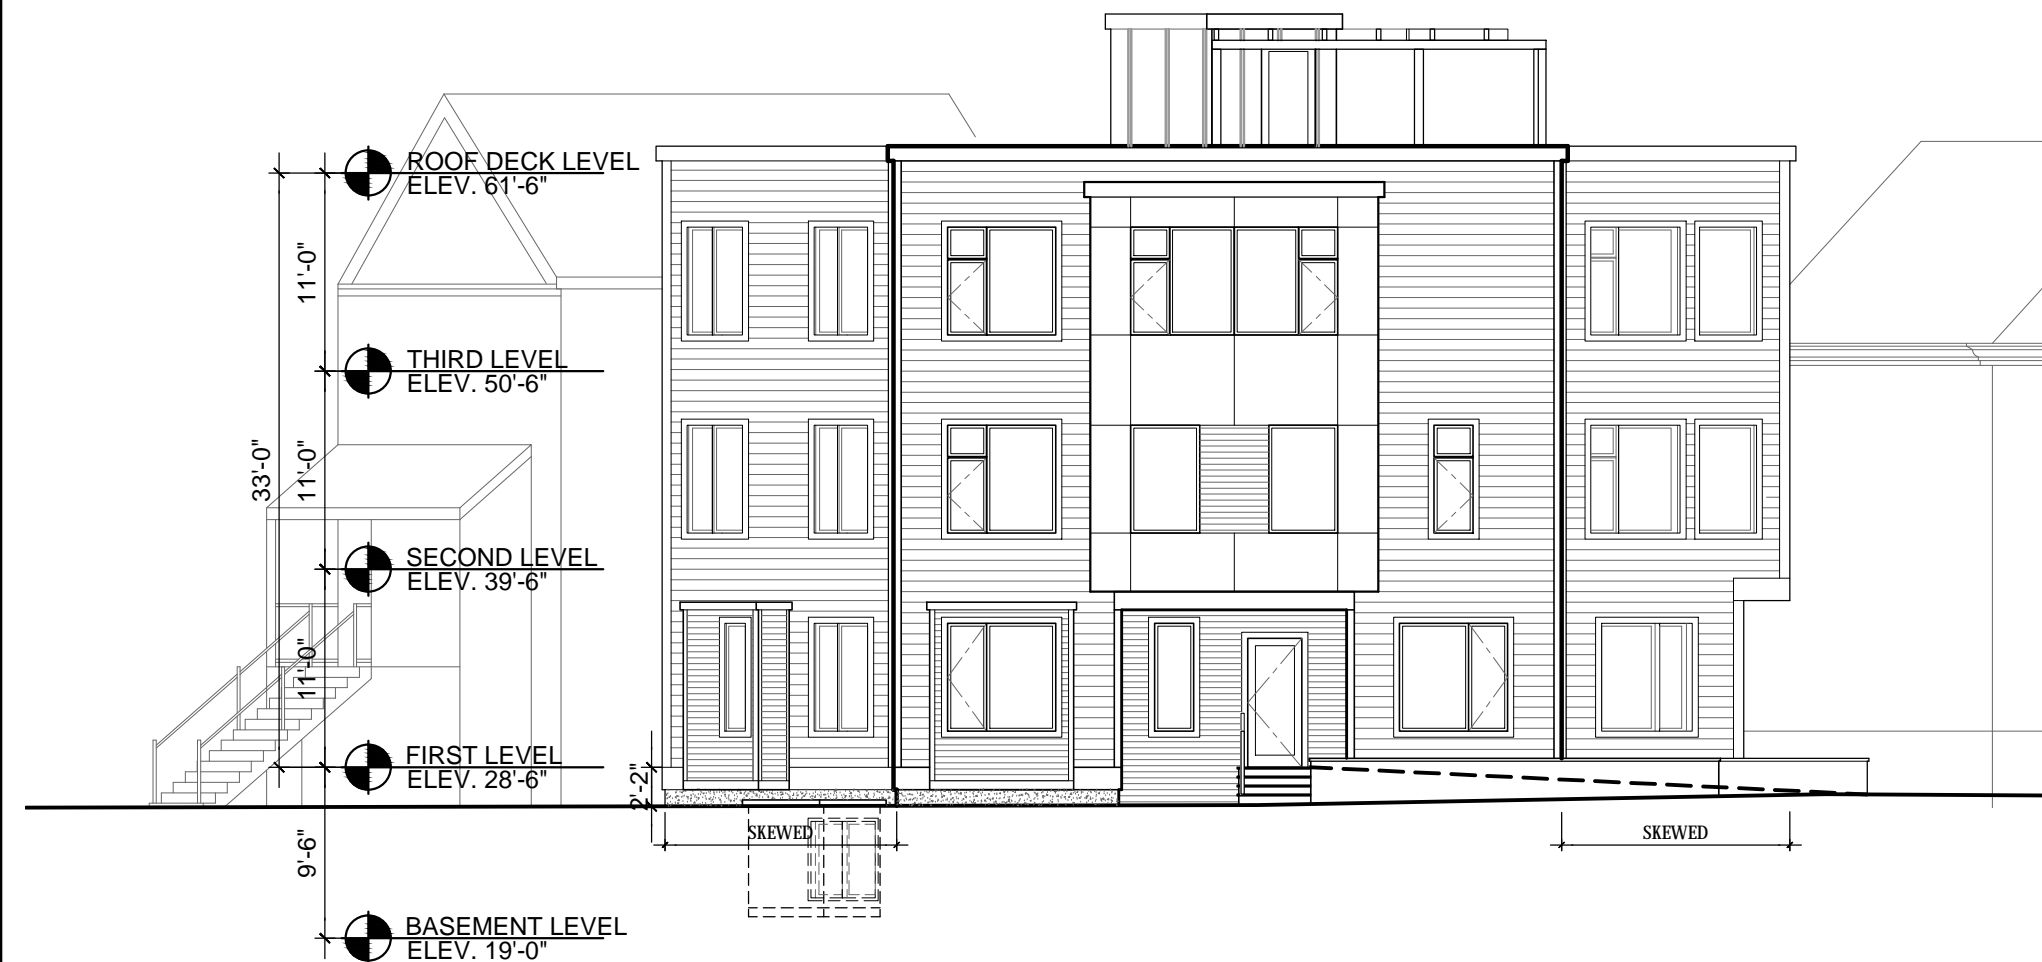 ROOF DECK LEVEL
ELEV. 61'-6"
11'-0"
THIRD LEVEL
ELEV. 50'-6"
33'-0"
11'-0"
SECOND LEVEL
ELEV. 39'-6"
11'-0"
FIRST LEVEL
ELEV. 28'-6"
2'-2"
SKEWED
SKEWED
9'-6"
BASEMENT LEVEL
ELEV. 19'-0"